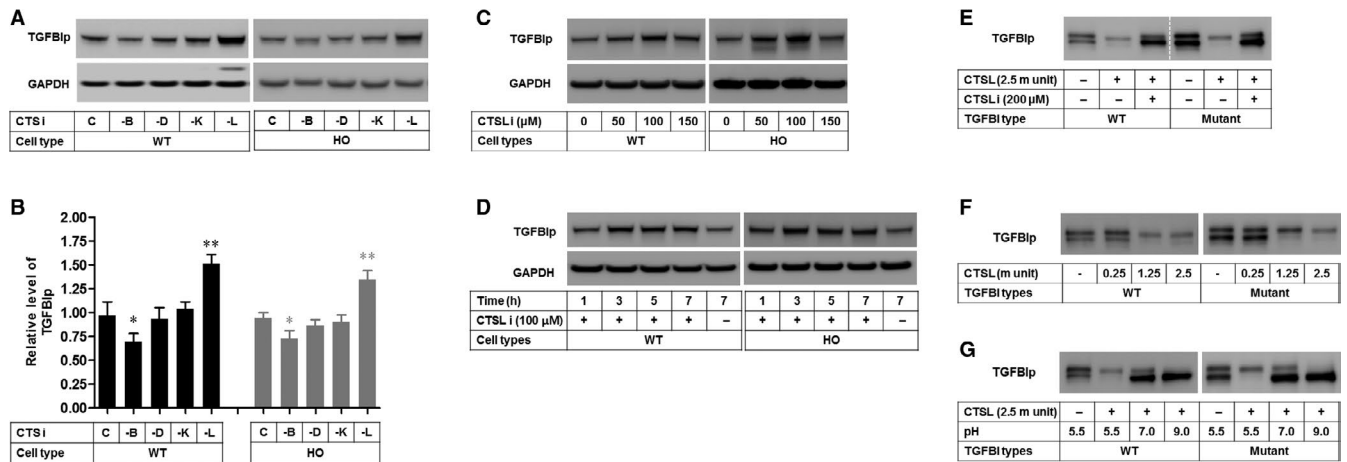 A
TGFBIp
GAPDH
CTS i C -B -D -K -L C -B -D -K -L
Cell type WT HO
B
Relative level of
TGFBIp
2.00
1.75
1.50
1.25
1.00
0.75
0.50
0.25
0.00
* ** * **
CTS i C -B -D -K -L C -B -D -K -L
Cell type WT HO
C
TGFBIp
GAPDH
CTSL i (µM) 0 50 100 150 0 50 100 150
Cell types WT HO
D
TGFBIp
GAPDH
Time (h) 1 3 5 7 7 1 3 5 7 7
CTSL i (100 µM) + + + + – + + + + –
Cell types WT HO
E
TGFBIp
CTSL (2.5 m unit) – + + – + +
CTSL i (200 µM) – – + – – +
TGFBI type WT Mutant
F
TGFBIp
CTSL (m unit) - 0.25 1.25 2.5 - 0.25 1.25 2.5
TGFBI types WT Mutant
G
TGFBIp
CTSL (2.5 m unit) – + + + – + + +
pH 5.5 5.5 7.0 9.0 5.5 5.5 7.0 9.0
TGFBI types WT Mutant